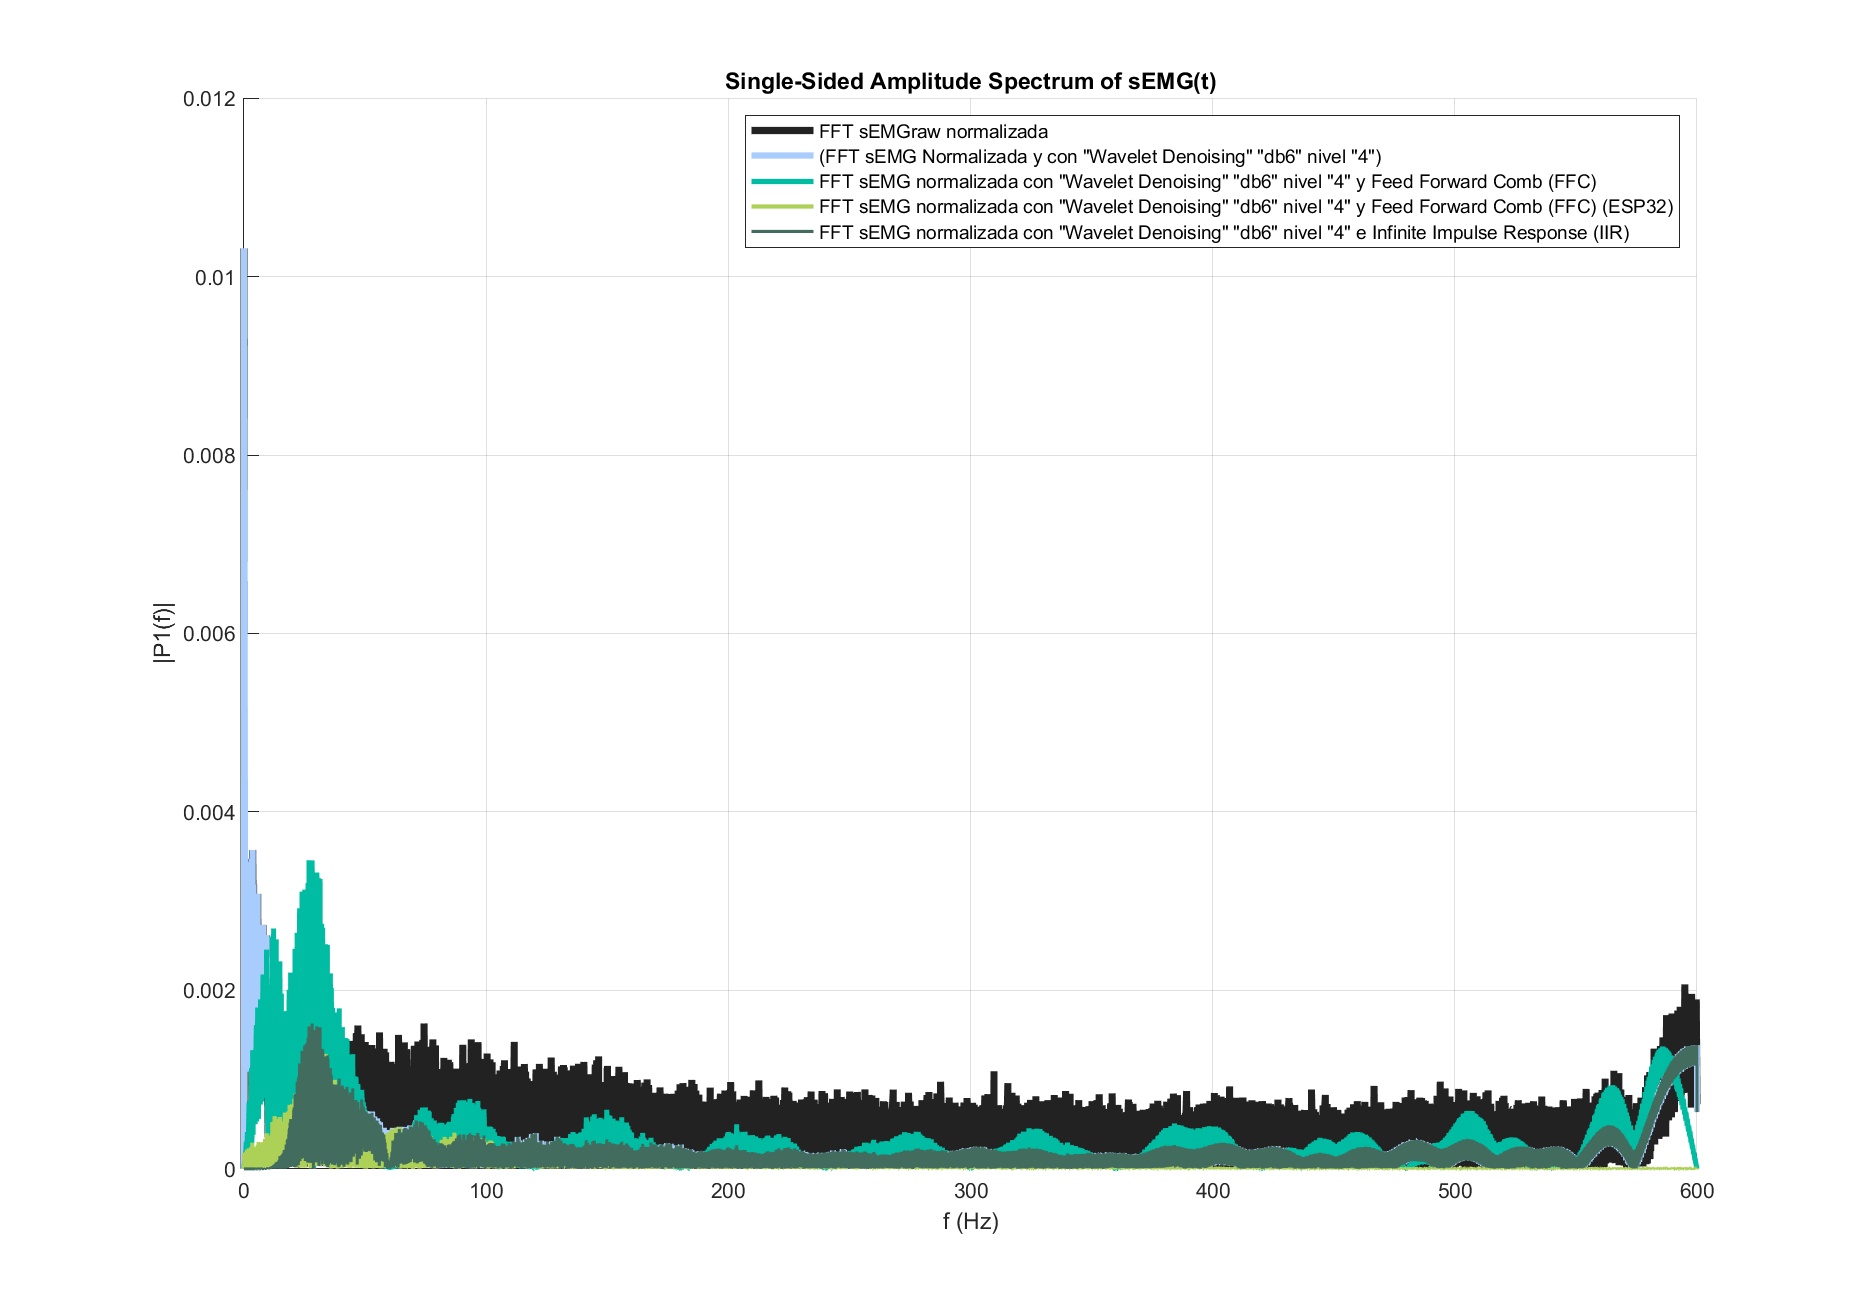 Single-Sided Amplitude Spectrum of sEMG(t)
0.012
FFT sEMGraw normalizada
(FFT sEMG Normalizada y con "Wavelet Denoising" "db6" nivel "4")
FFT sEMG normalizada con "Wavelet Denoising" "db6" nivel "4" y Feed Forward Comb (FFC)
FFT sEMG normalizada con "Wavelet Denoising" "db6" nivel "4" y Feed Forward Comb (FFC) (ESP32)
FFT sEMG normalizada con "Wavelet Denoising" "db6" nivel "4" e Infinite Impulse Response (IIR)
0.01
0.008
|P1(f)|
0.006
0.004
0.002
0
0 100 200 300 400 500 600
f (Hz)